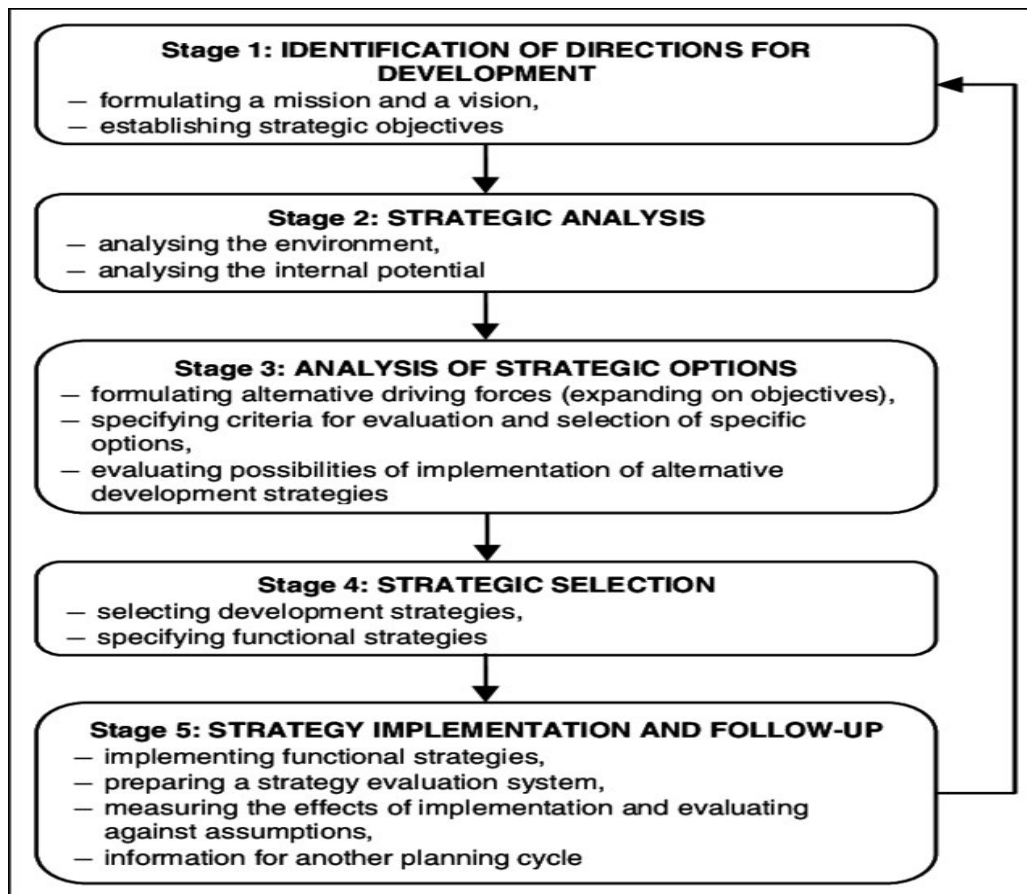 Stage 1: IDENTIFICATION OF DIRECTIONS FOR
DEVELOPMENT
– formulating a mission and a vision,
– establishing strategic objectives
Stage 2: STRATEGIC ANALYSIS
– analysing the environment,
– analysing the internal potential
Stage 3: ANALYSIS OF STRATEGIC OPTIONS
– formulating alternative driving forces (expanding on objectives),
– specifying criteria for evaluation and selection of specific
options,
– evaluating possibilities of implementation of alternative
development strategies
Stage 4: STRATEGIC SELECTION
– selecting development strategies,
– specifying functional strategies
Stage 5: STRATEGY IMPLEMENTATION AND FOLLOW-UP
– implementing functional strategies,
– preparing a strategy evaluation system,
– measuring the effects of implementation and evaluating
against assumptions,
– information for another planning cycle